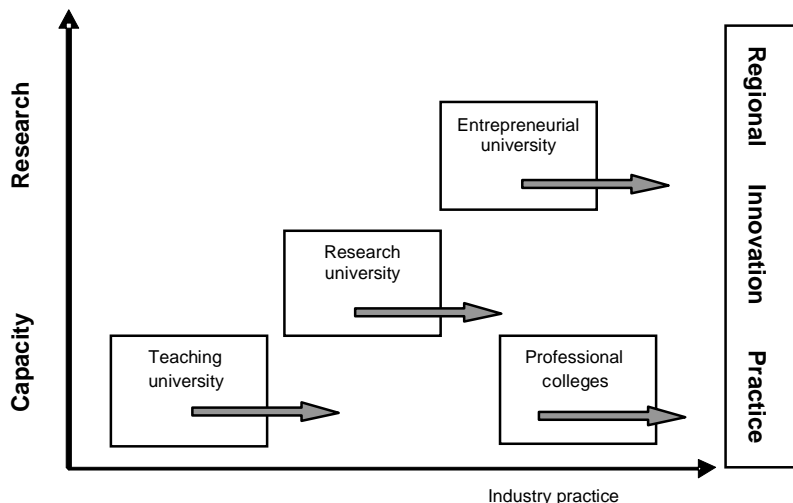 Research
Capacity
Entrepreneurial
university
Research
university
Teaching
university
Professional
colleges
Industry practice
Regional
Innovation
Practice